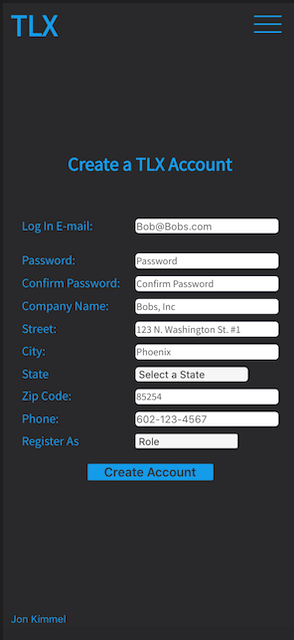 TLX
Create a TLX Account
Log In E-mail: Bob@Bobs.com
Password: Password
Confirm Password: Confirm Password
Company Name: Bobs, Inc
Street: 123 N. Washington St. #1
City: Phoenix
State Select a State
Zip Code: 85254
Phone: 602-123-4567
Register As Role
Create Account
Jon Kimmel